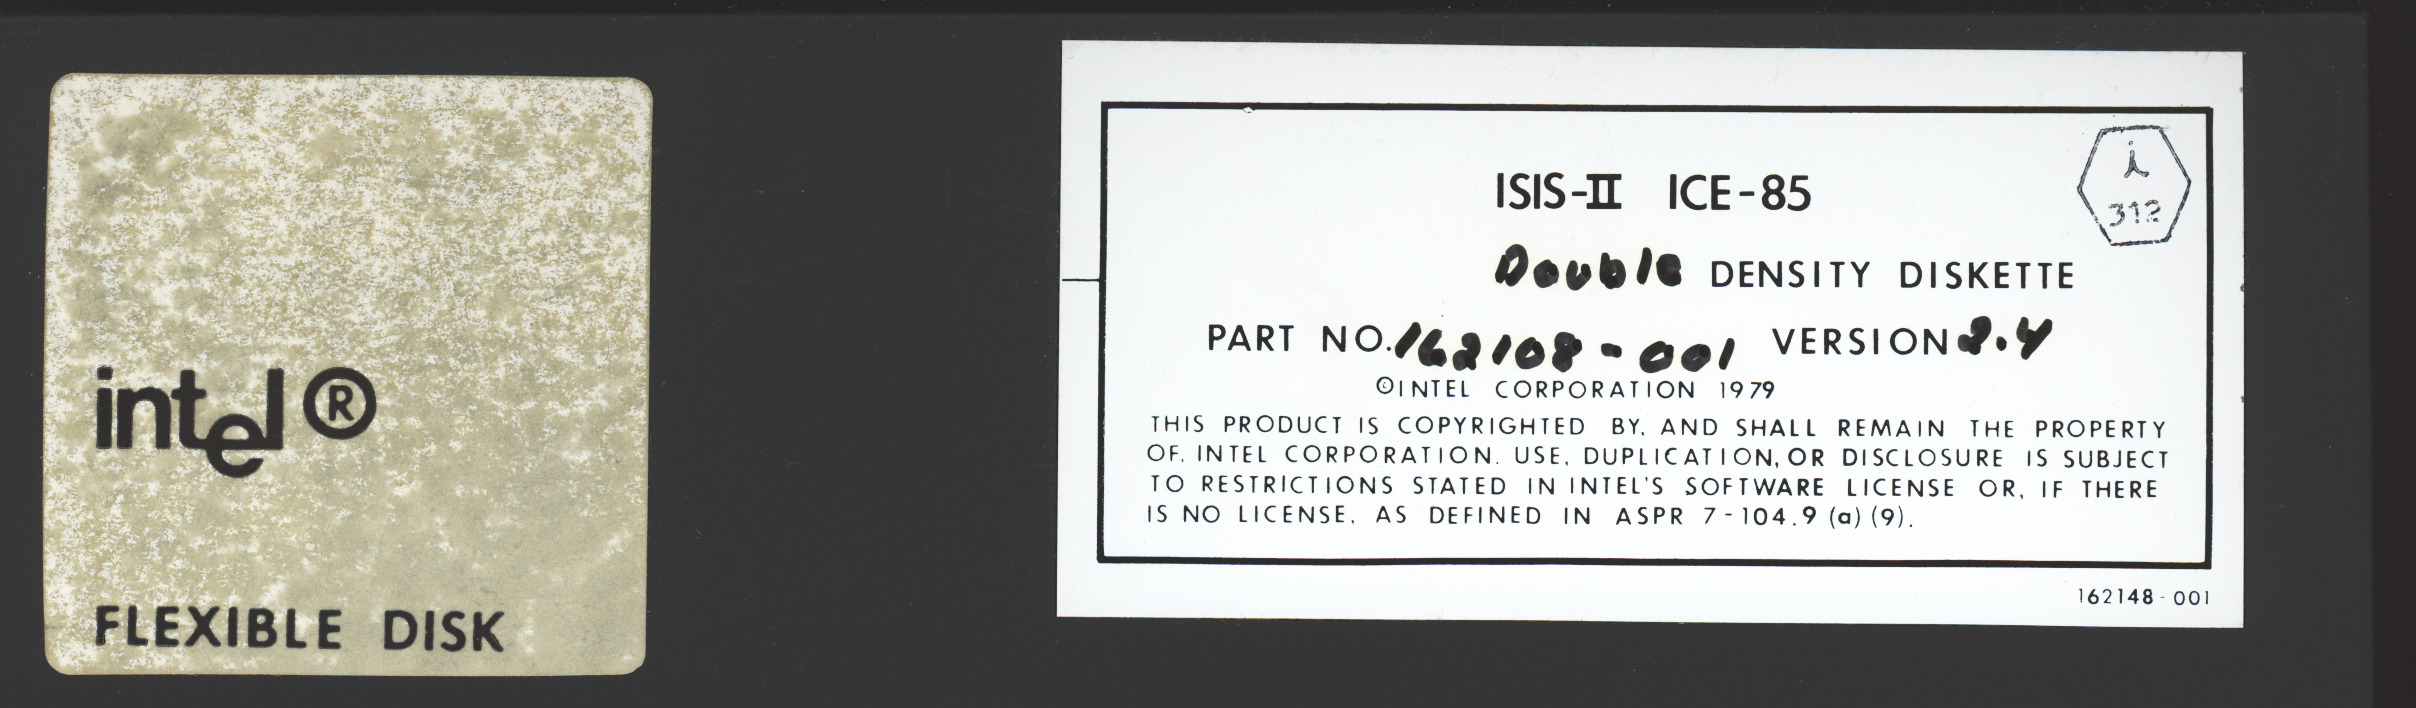 intel®
FLEXIBLE DISK
i
312
ISIS-II ICE-85
Double DENSITY DISKETTE
PART NO. 162108-001 VERSION 2.4
©INTEL CORPORATION 1979
THIS PRODUCT IS COPYRIGHTED BY, AND SHALL REMAIN THE PROPERTY
OF, INTEL CORPORATION. USE, DUPLICATION, OR DISCLOSURE IS SUBJECT
TO RESTRICTIONS STATED IN INTEL'S SOFTWARE LICENSE OR, IF THERE
IS NO LICENSE, AS DEFINED IN ASPR 7-104.9 (a) (9).
162148-001